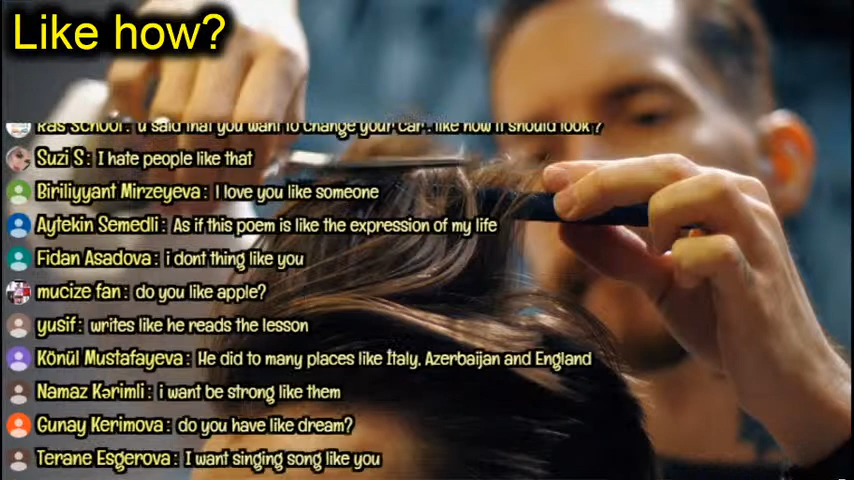 Like how?
Ras School : u said that you want to change your car . like how it should look ?
Suzi S : I hate people like that
Biriliyyant Mirzeyeva : I love you like someone
Aytekin Semedli : As if this poem is like the expression of my life
Fidan Asadova : i dont thing like you
mucize fan : do you like apple?
yusif : writes like he reads the lesson
Könül Mustafayeva : He did to many places like İtaly, Azerbaijan and England
Namaz Kərimli : i want be strong like them
Gunay Kerimova : do you have like dream?
Terane Esgerova : I want singing song like you